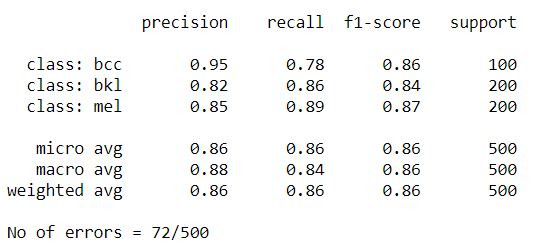 precision recall f1-score support
class: bcc 0.95 0.78 0.86 100
class: bkl 0.82 0.86 0.84 200
class: mel 0.85 0.89 0.87 200
micro avg 0.86 0.86 0.86 500
macro avg 0.88 0.84 0.86 500
weighted avg 0.86 0.86 0.86 500
No of errors = 72/500